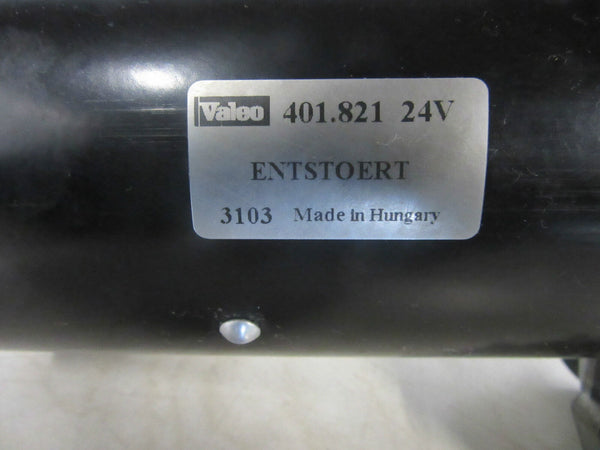 Valeo 401.821 24V
ENTSTOERT
3103 Made in Hungary